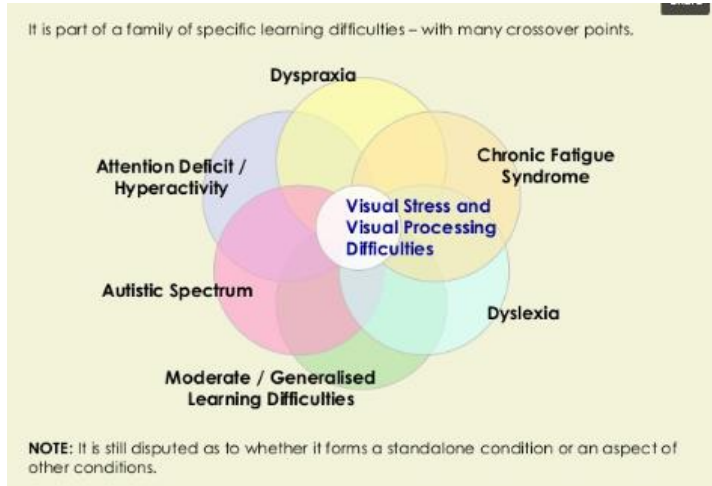 It is part of a family of specific learning difficulties – with many crossover points.
Dyspraxia
Attention Deficit /
Hyperactivity
Chronic Fatigue
Syndrome
Visual Stress and
Visual Processing
Difficulties
Autistic Spectrum
Dyslexia
Moderate / Generalised
Learning Difficulties
NOTE: It is still disputed as to whether it forms a standalone condition or an aspect of
other conditions.